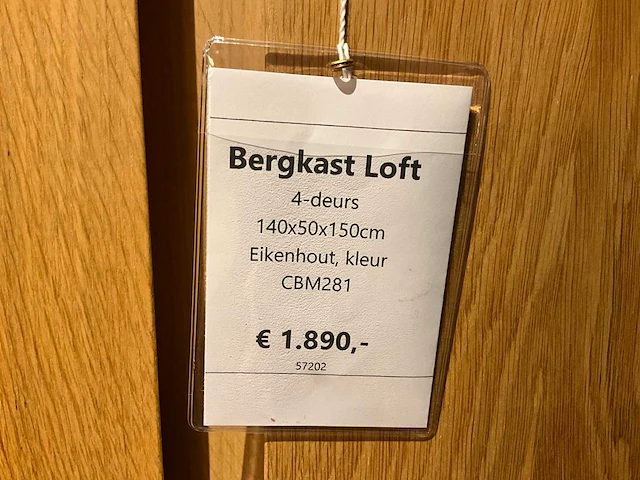 Bergkast Loft
4-deurs
140x50x150cm
Eikenhout, kleur
CBM281
€ 1.890,-
57202